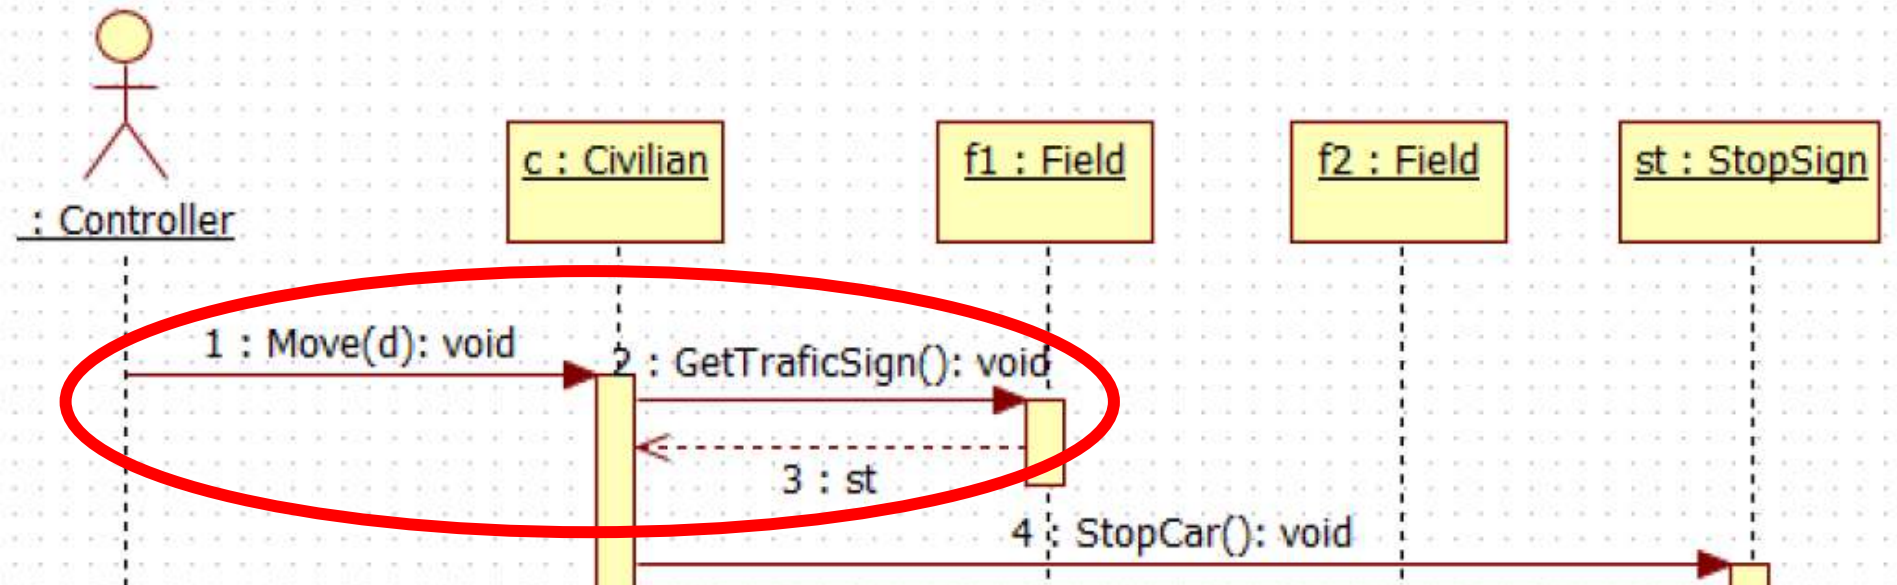 c : Civilian
f1 : Field
f2 : Field
st : StopSign
: Controller
1 : Move(d): void
2 : GetTraficSign(): void
3 : st
4 : StopCar(): void